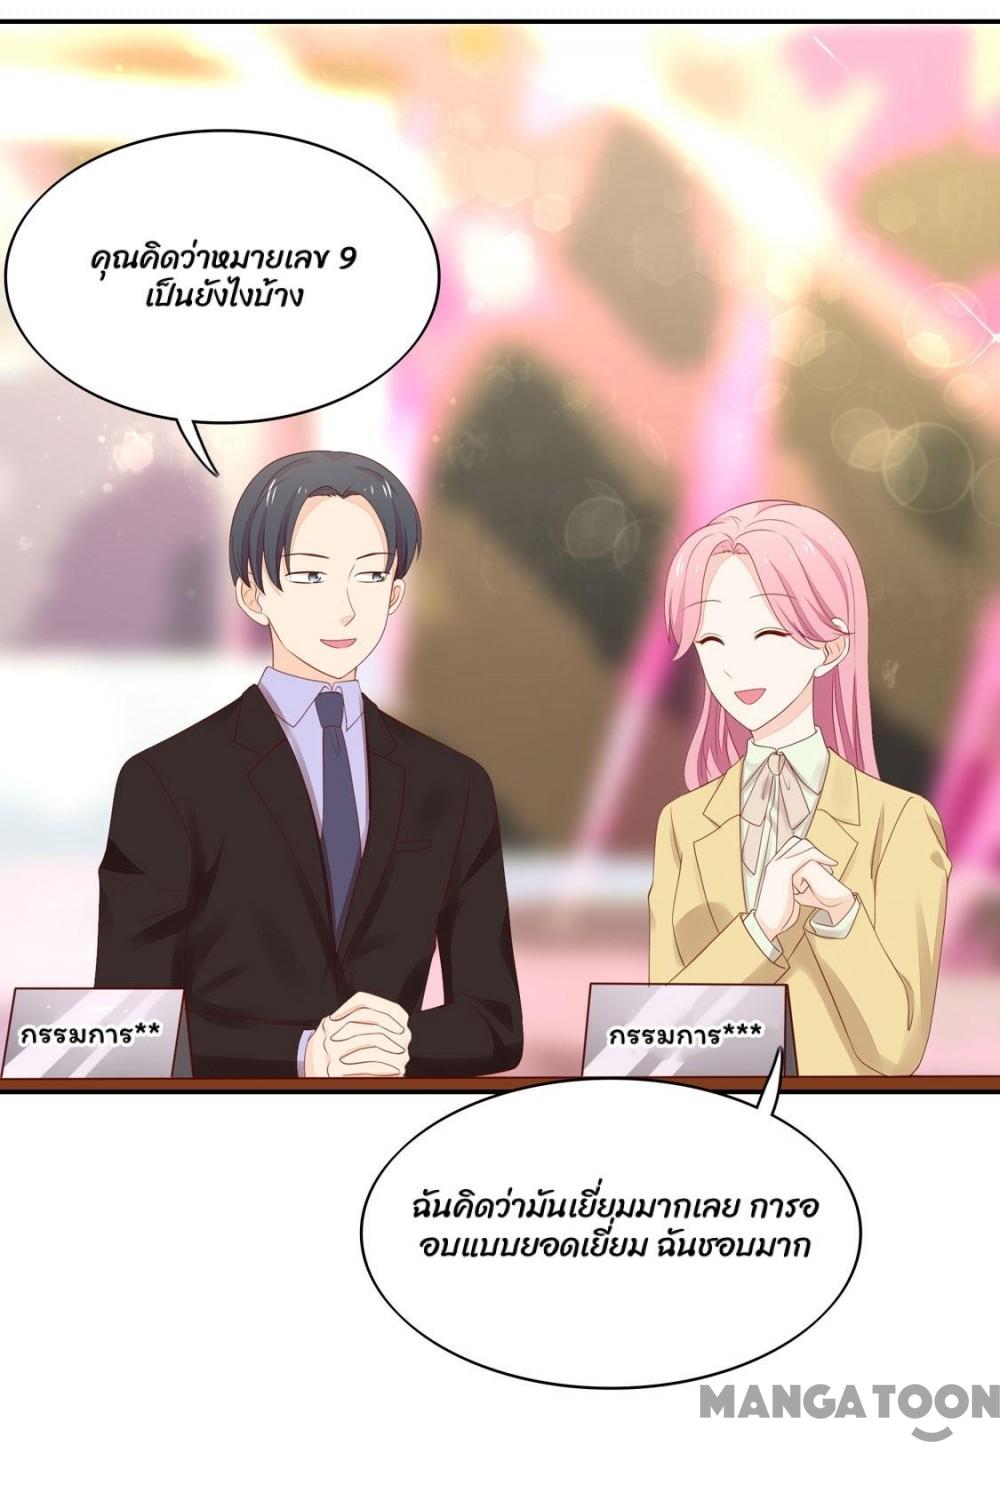 คุณคิดว่าหมายเลข 9
เป็นยังไงบ้าง
กรรมการ**
กรรมการ***
ฉันคิดว่ามันเยี่ยมมากเลย การอ
อบแบบยอดเยี่ยม ฉันชอบมาก
MANGATOON